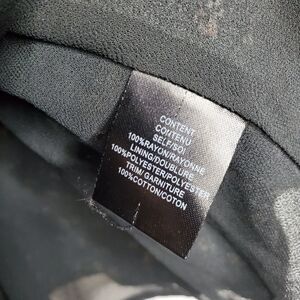 CONTENT
CONTENU
SELF/SOI
100%RAYON/RAYONNE
LINING/DOUBLURE
100%POLYESTER/POLYESTER
TRIM/GARNITURE
100%COTTON/COTON